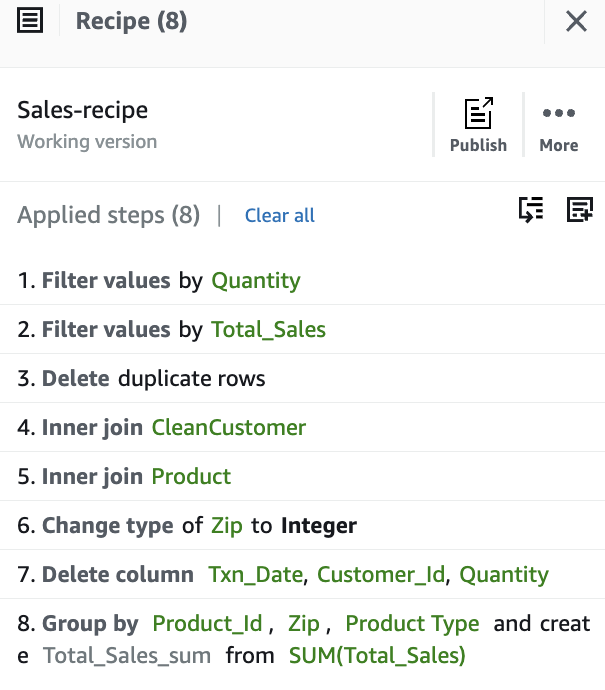 Recipe (8)
Sales-recipe
Working version
Publish
More
Applied steps (8) | Clear all
1. Filter values by Quantity
2. Filter values by Total_Sales
3. Delete duplicate rows
4. Inner join CleanCustomer
5. Inner join Product
6. Change type of Zip to Integer
7. Delete column Txn_Date, Customer_Id, Quantity
8. Group by Product_Id , Zip , Product Type and creat
e Total_Sales_sum from SUM(Total_Sales)